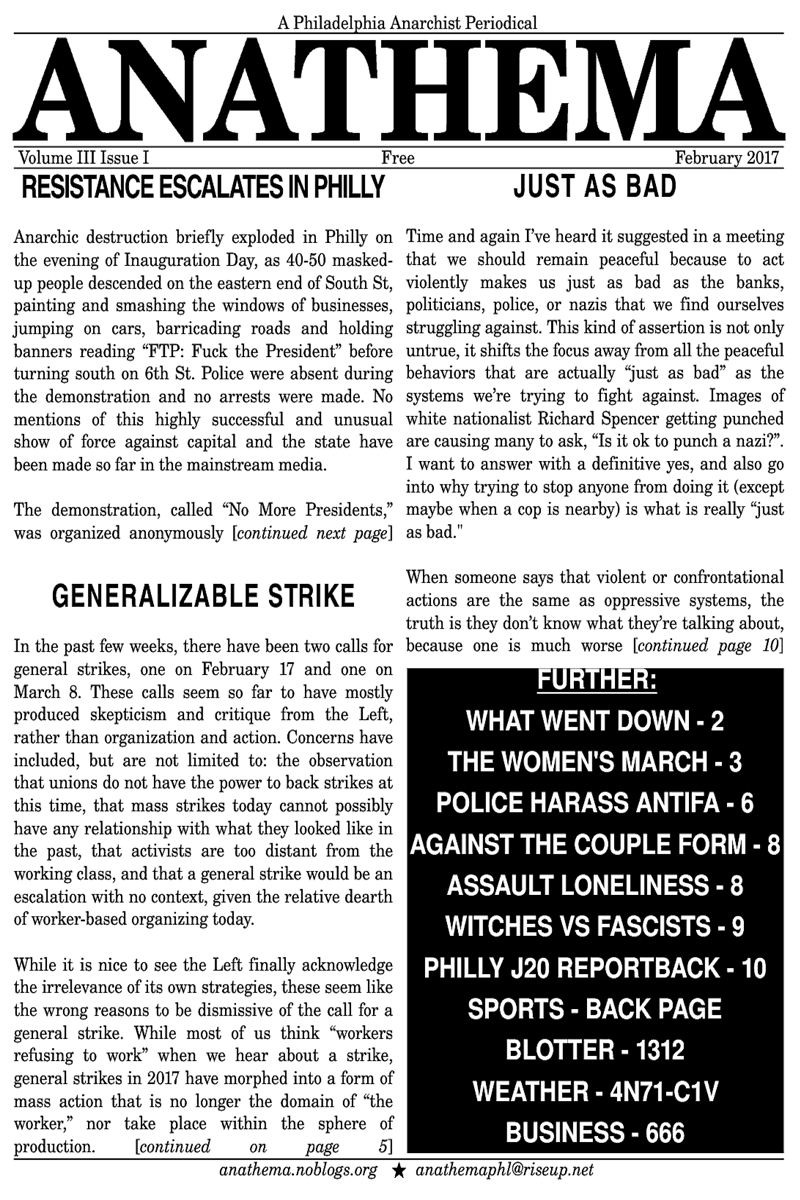 A Philadelphia Anarchist Periodical
ANATHEMA
Volume III Issue I Free February 2017
RESISTANCE ESCALATES IN PHILLY
Anarchic destruction briefly exploded in Philly on
the evening of Inauguration Day, as 40-50 masked-
up people descended on the eastern end of South St,
painting and smashing the windows of businesses,
jumping on cars, barricading roads and holding
banners reading “FTP: Fuck the President” before
turning south on 6th St. Police were absent during
the demonstration and no arrests were made. No
mentions of this highly successful and unusual
show of force against capital and the state have
been made so far in the mainstream media.
The demonstration, called “No More Presidents,”
was organized anonymously [continued next page]
GENERALIZABLE STRIKE
In the past few weeks, there have been two calls for
general strikes, one on February 17 and one on
March 8. These calls seem so far to have mostly
produced skepticism and critique from the Left,
rather than organization and action. Concerns have
included, but are not limited to: the observation
that unions do not have the power to back strikes at
this time, that mass strikes today cannot possibly
have any relationship with what they looked like in
the past, that activists are too distant from the
working class, and that a general strike would be an
escalation with no context, given the relative dearth
of worker-based organizing today.
While it is nice to see the Left finally acknowledge
the irrelevance of its own strategies, these seem like
the wrong reasons to be dismissive of the call for a
general strike. While most of us think “workers
refusing to work” when we hear about a strike,
general strikes in 2017 have morphed into a form of
mass action that is no longer the domain of “the
worker,” nor take place within the sphere of
production. [continued on page 5]
JUST AS BAD
Time and again I’ve heard it suggested in a meeting
that we should remain peaceful because to act
violently makes us just as bad as the banks,
politicians, police, or nazis that we find ourselves
struggling against. This kind of assertion is not only
untrue, it shifts the focus away from all the peaceful
behaviors that are actually “just as bad” as the
systems we’re trying to fight against. Images of
white nationalist Richard Spencer getting punched
are causing many to ask, “Is it ok to punch a nazi?”.
I want to answer with a definitive yes, and also go
into why trying to stop anyone from doing it (except
maybe when a cop is nearby) is what is really “just
as bad."
When someone says that violent or confrontational
actions are the same as oppressive systems, the
truth is they don’t know what they’re talking about,
because one is much worse [continued page 10]
FURTHER:
WHAT WENT DOWN - 2
THE WOMEN'S MARCH - 3
POLICE HARASS ANTIFA - 6
AGAINST THE COUPLE FORM - 8
ASSAULT LONELINESS - 8
WITCHES VS FASCISTS - 9
PHILLY J20 REPORTBACK - 10
SPORTS - BACK PAGE
BLOTTER - 1312
WEATHER - 4N71-C1V
BUSINESS - 666
anathema.noblogs.org ★ anathemaphl@riseup.net